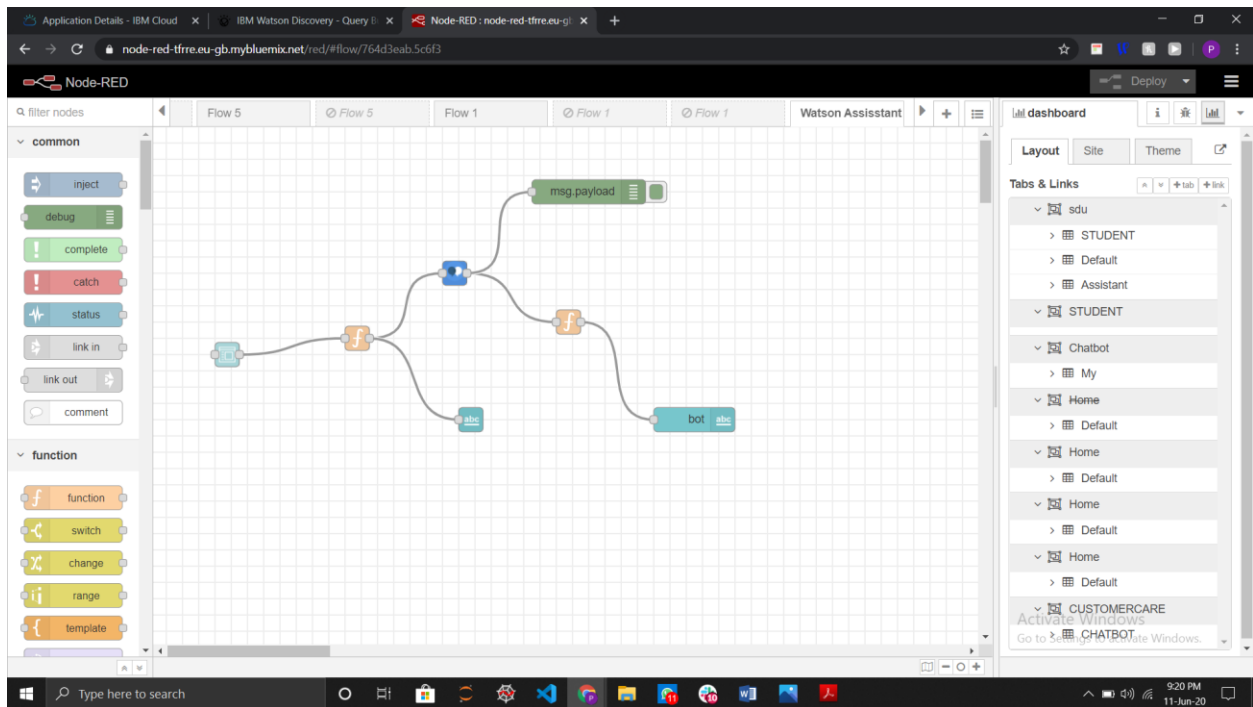 Application Details - IBM Cloud
IBM Watson Discovery - Query B
Node-RED : node-red-tfrre.eu-gb
node-red-tfrre.eu-gb.mybluemix.net/red/#flow/764d3eab.5c6f3
P
Node-RED
Deploy
filter nodes
Flow 5
Flow 5
Flow 1
Flow 1
Flow 1
Watson Assisstant
dashboard
i
common
inject
debug
complete
catch
status
link in
link out
comment
function
function
switch
change
range
template
msg.payload
f
f
abc
bot
abc
Layout
Site
Theme
Tabs & Links
+tab
+link
sdu
STUDENT
Default
Assistant
STUDENT
Chatbot
My
Home
Default
Home
Default
Home
Default
Home
Default
CUSTOMERCARE
CHATBOT
Activate Windows
Go to Settings to activate Windows.
Type here to search
9:20 PM
11-Jun-20